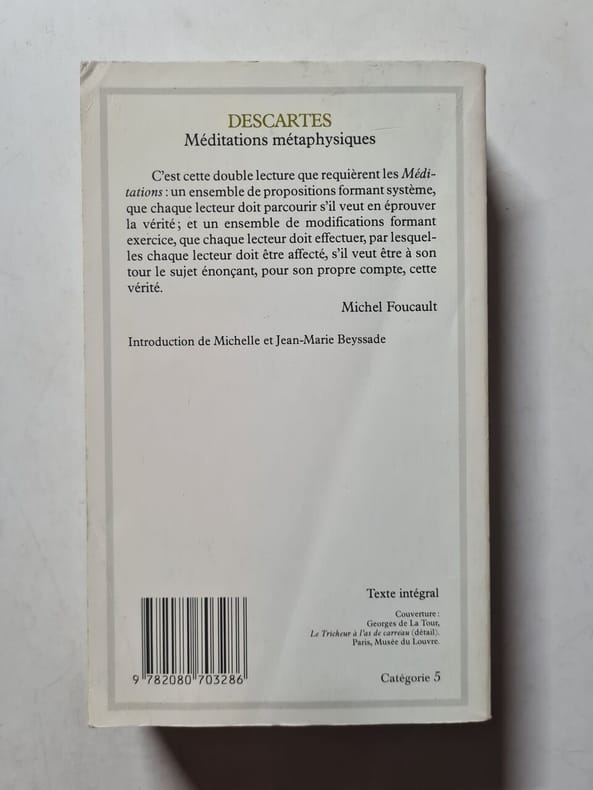 DESCARTES
Méditations métaphysiques
C'est cette double lecture que requièrent les Médi-
tations : un ensemble de propositions formant système,
que chaque lecteur doit parcourir s'il veut en éprouver
la vérité ; et un ensemble de modifications formant
exercice, que chaque lecteur doit effectuer, par lesquel-
les chaque lecteur doit être affecté, s'il veut être à son
tour le sujet énonçant, pour son propre compte, cette
vérité.
Michel Foucault
Introduction de Michelle et Jean-Marie Beyssade
Texte intégral
Couverture :
Georges de La Tour,
Le Tricheur à l'as de carreau (détail).
Paris, Musée du Louvre.
9 782080 703286
Catégorie 5